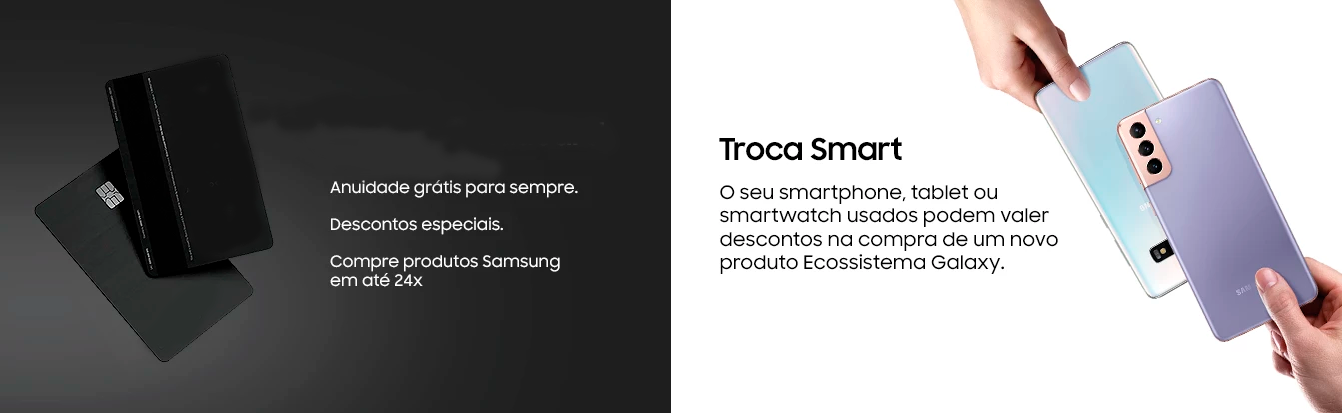 Anuidade grátis para sempre.
Descontos especiais.
Compre produtos Samsung
em até 24x
Troca Smart
O seu smartphone, tablet ou
smartwatch usados podem valer
descontos na compra de um novo
produto Ecossistema Galaxy.